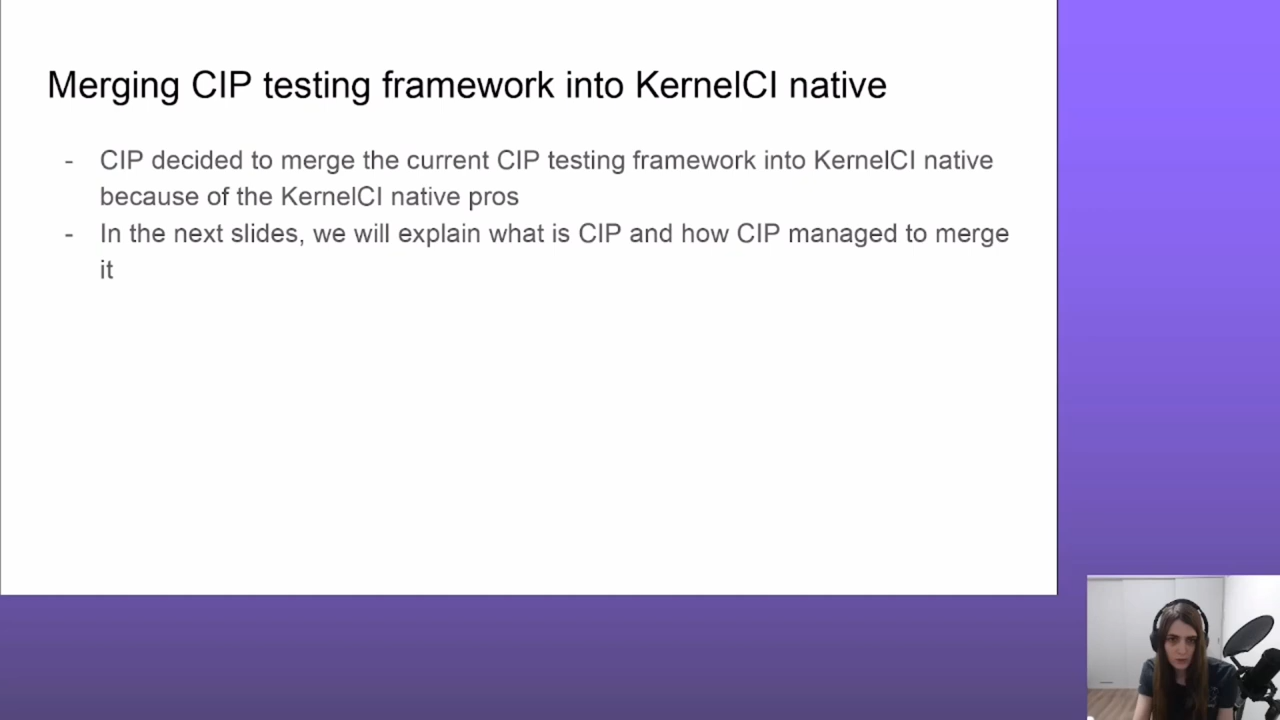 Merging CIP testing framework into KernelCI native
- CIP decided to merge the current CIP testing framework into KernelCI native
because of the KernelCI native pros
- In the next slides, we will explain what is CIP and how CIP managed to merge
it